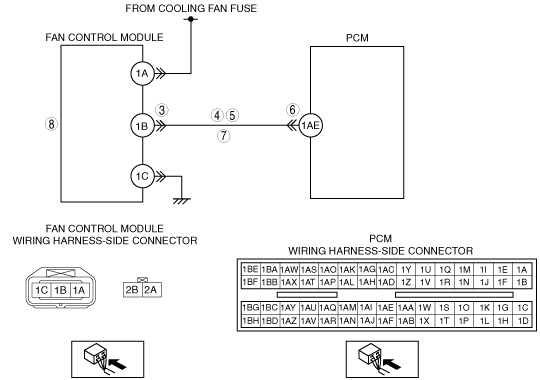 FROM COOLING FAN FUSE
FAN CONTROL MODULE
PCM
1A
1B
3
4 5
7
6
1AE
8
1C
FAN CONTROL MODULE
WIRING HARNESS-SIDE CONNECTOR
PCM
WIRING HARNESS-SIDE CONNECTOR
1C 1B 1A
2B 2A
1BE 1BA 1AW 1AS 1AO 1AK 1AG 1AC 1Y 1U 1Q 1M 1I 1E 1A
1BF 1BB 1AX 1AT 1AP 1AL 1AH 1AD 1Z 1V 1R 1N 1J 1F 1B
1BG 1BC 1AY 1AU 1AQ 1AM 1AI 1AE 1AA 1W 1S 1O 1K 1G 1C
1BH 1BD 1AZ 1AV 1AR 1AN 1AJ 1AF 1AB 1X 1T 1P 1L 1H 1D